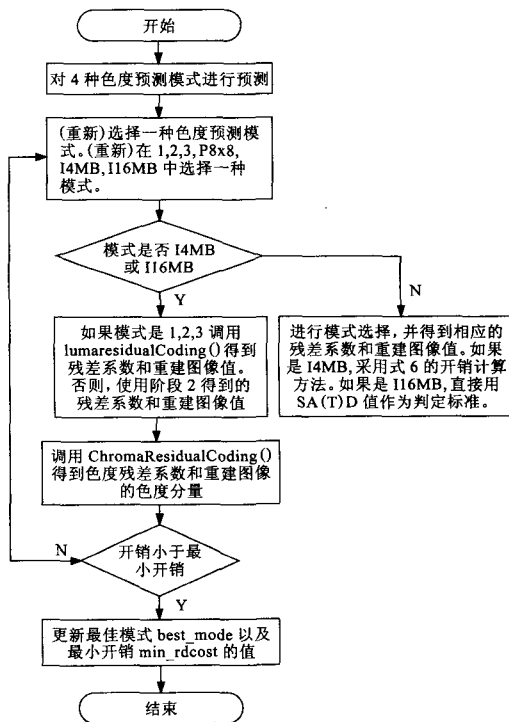 开始
对 4 种色度预测模式进行预测
(重新)选择一种色度预测模
式。(重新)在 1,2,3,P8x8,
I4MB,I16MB 中选择一种
模式。
模式是否 I4MB
或 I16MB
Y
N
如果模式是 1,2,3 调用
lumaresidualCoding()得到
残差系数和重建图像值。
否则,使用阶段 2 得到的
残差系数和重建图像值
进行模式选择,并得到相应的
残差系数和重建图像值。如果
是 I4MB,采用式 6 的开销计算
方法。如果是 I16MB,直接用
SA(T)D 值作为判定标准。
调用 ChromaResidualCoding()
得到色度残差系数和重建图像
的色度分量
N
开销小于最
小开销
Y
更新最佳模式 best_mode 以及
最小开销 min_rdcost 的值
结束